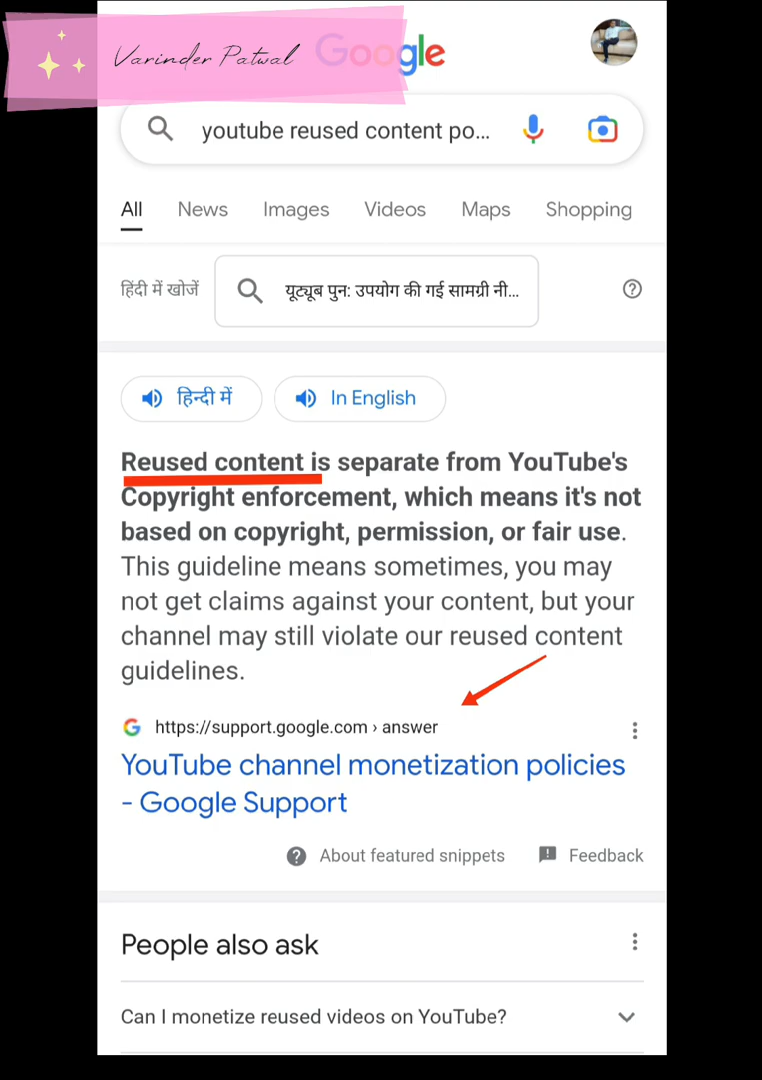 Varinder Patwal
Google
youtube reused content po...
All News Images Videos Maps Shopping
हिंदी में खोजें यूट्यूब पुन: उपयोग की गई सामग्री नी...
हिन्दी में In English
Reused content is separate from YouTube's
Copyright enforcement, which means it's not
based on copyright, permission, or fair use.
This guideline means sometimes, you may
not get claims against your content, but your
channel may still violate our reused content
guidelines.
https://support.google.com › answer
YouTube channel monetization policies
- Google Support
About featured snippets Feedback
People also ask
Can I monetize reused videos on YouTube?